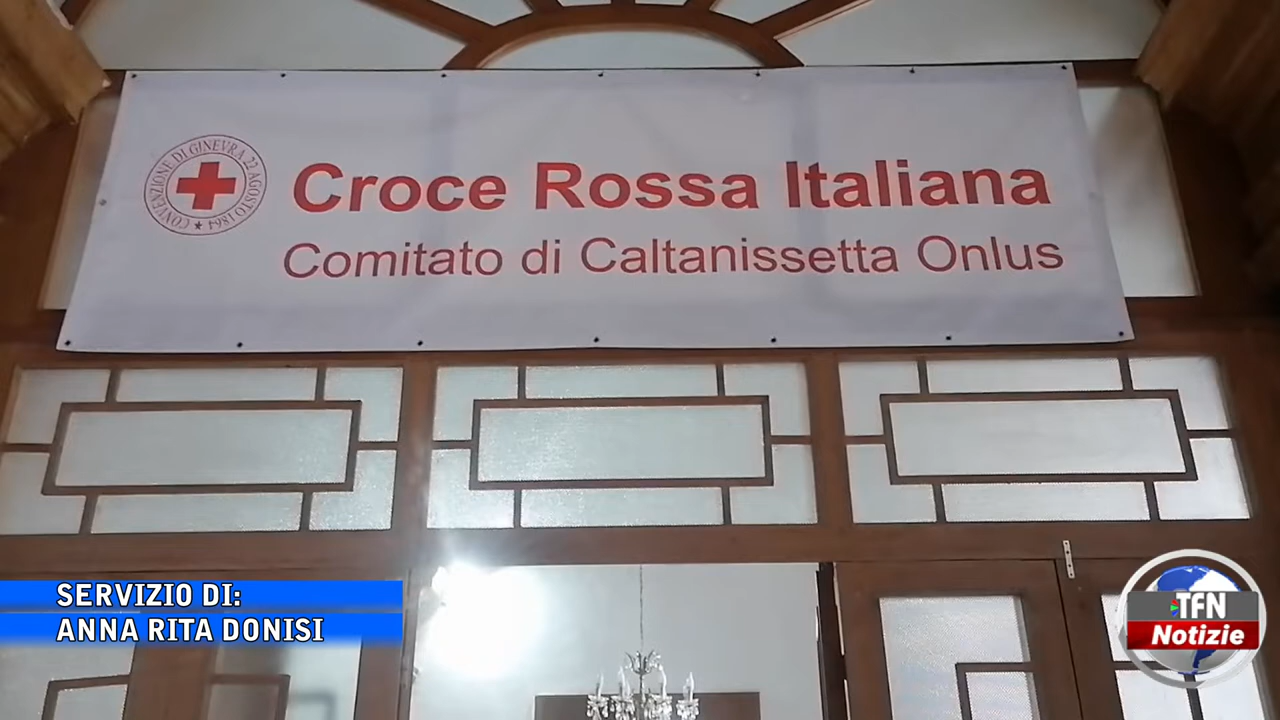 CONVENZIONE DI GINEVRA 22 AGOSTO 1864
Croce Rossa Italiana
Comitato di Caltanissetta Onlus
SERVIZIO DI:
ANNA RITA DONISI
TFN
Notizie